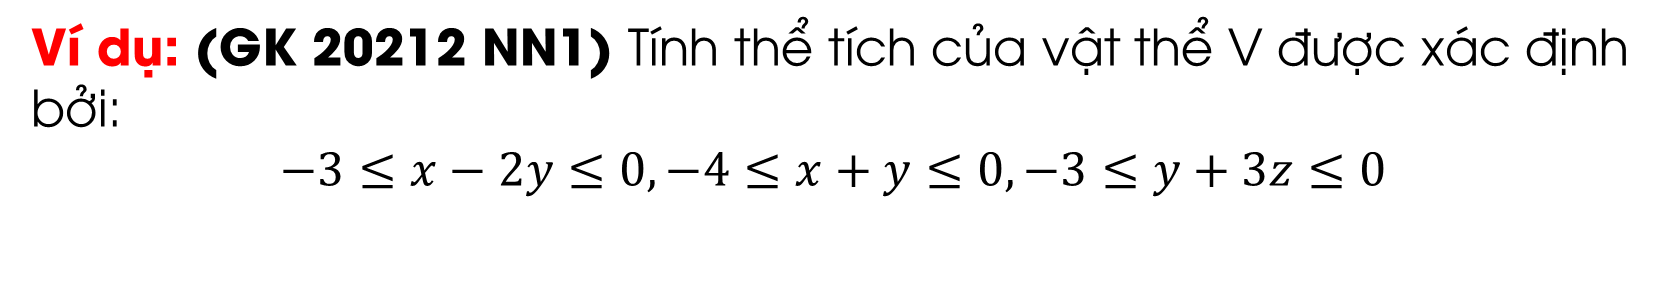 Ví dụ: (GK 20212 NN1) Tính thể tích của vật thể V được xác định
bởi:
−3 ≤ x − 2y ≤ 0, −4 ≤ x + y ≤ 0, −3 ≤ y + 3z ≤ 0